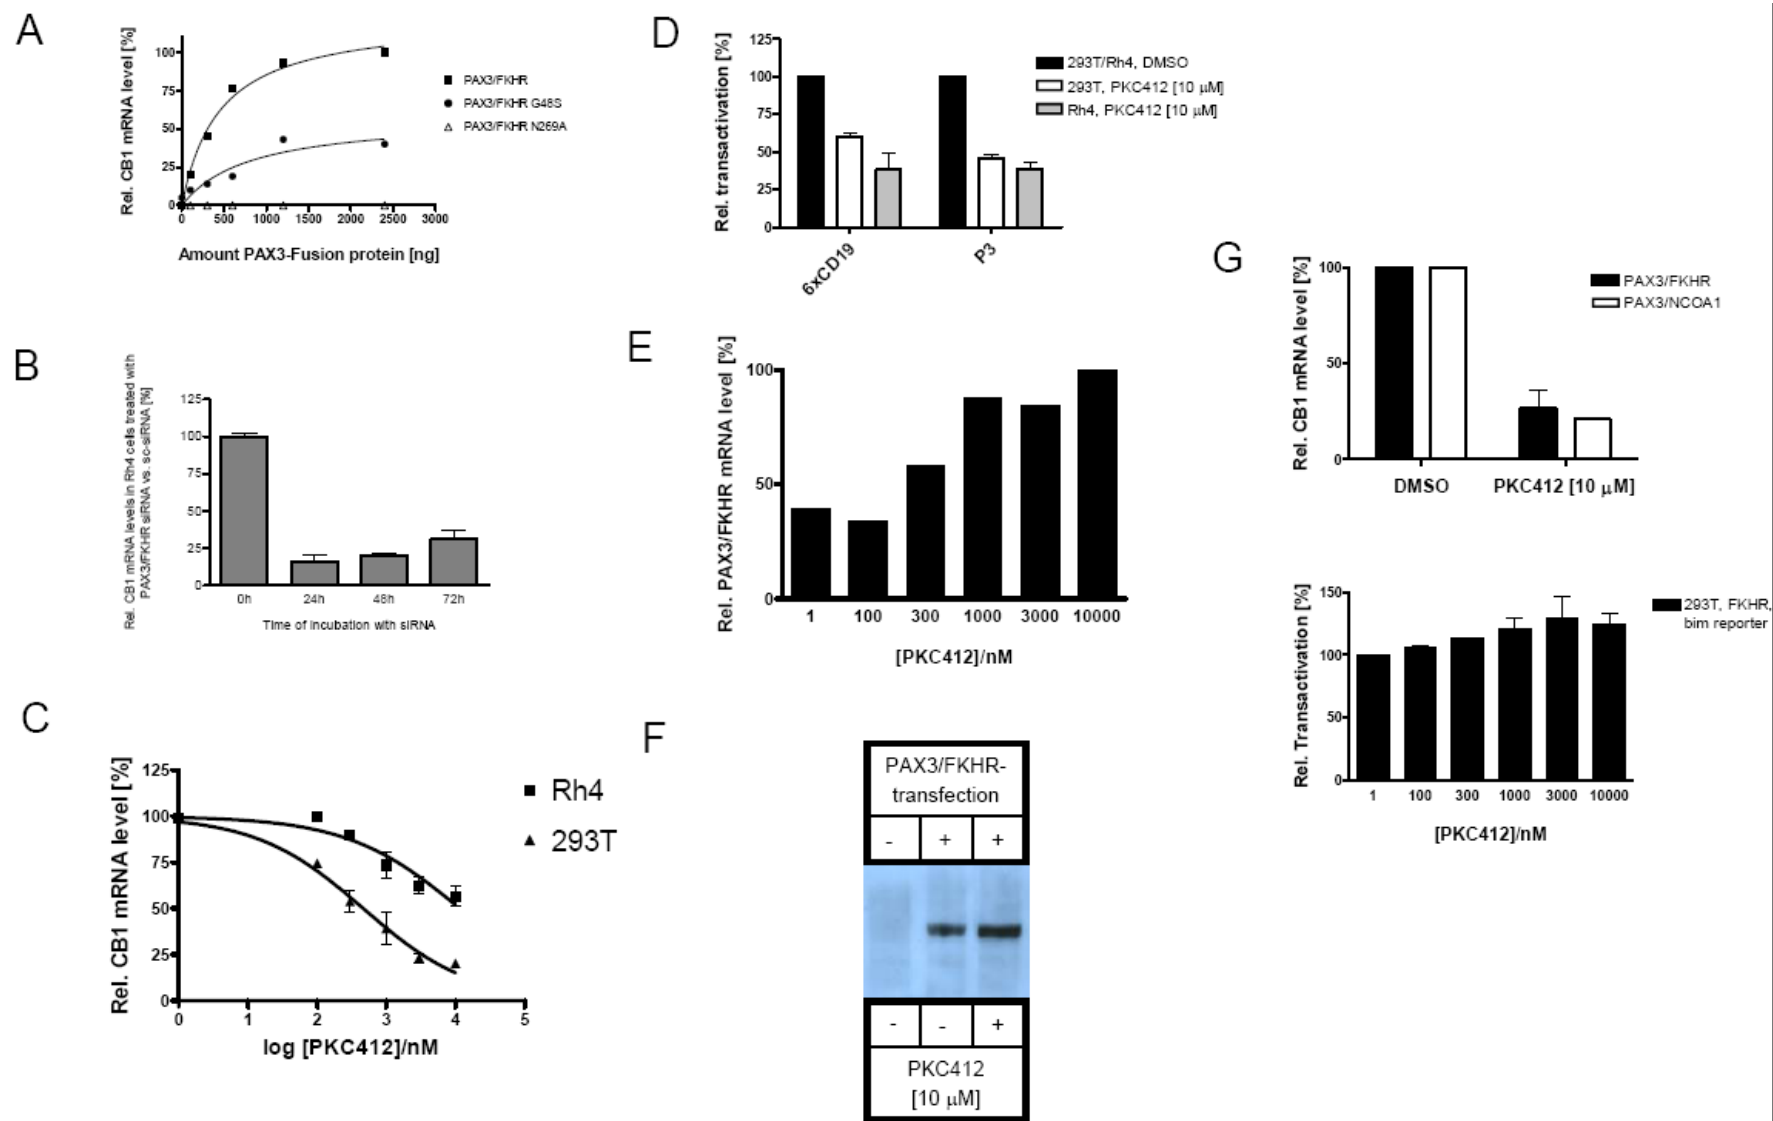 A
Rel. CB1 mRNA level [%]
100
75
50
25
0
0 500 1000 1500 2000 2500 3000
Amount PAX3-Fusion protein [ng]
PAX3/FKHR
PAX3/FKHR G48S
PAX3/FKHR N269A
B
Rel. CB1 mRNA levels in Rh4 cells treated with
PAX3/FKHR siRNA vs. sc-siRNA [%]
125
100
75
50
25
0
0h 24h 48h 72h
Time of incubation with siRNA
C
Rel. CB1 mRNA level [%]
125
100
75
50
25
0
0 1 2 3 4 5
log [PKC412]/nM
Rh4
293T
D
Rel. transactivation [%]
125
100
75
50
25
0
6xCD19 P3
293T/Rh4, DMSO
293T, PKC412 [10 µM]
Rh4, PKC412 [10 µM]
E
Rel. PAX3/FKHR mRNA level [%]
100
50
0
1 100 300 1000 3000 10000
[PKC412]/nM
F
PAX3/FKHR-
transfection
- + +
- - +
PKC412
[10 µM]
G
Rel. CB1 mRNA level [%]
100
50
0
DMSO PKC412 [10 µM]
PAX3/FKHR
PAX3/NCOA1
Rel. Transactivation [%]
150
100
50
0
1 100 300 1000 3000 10000
[PKC412]/nM
293T, FKHR,
bim reporter